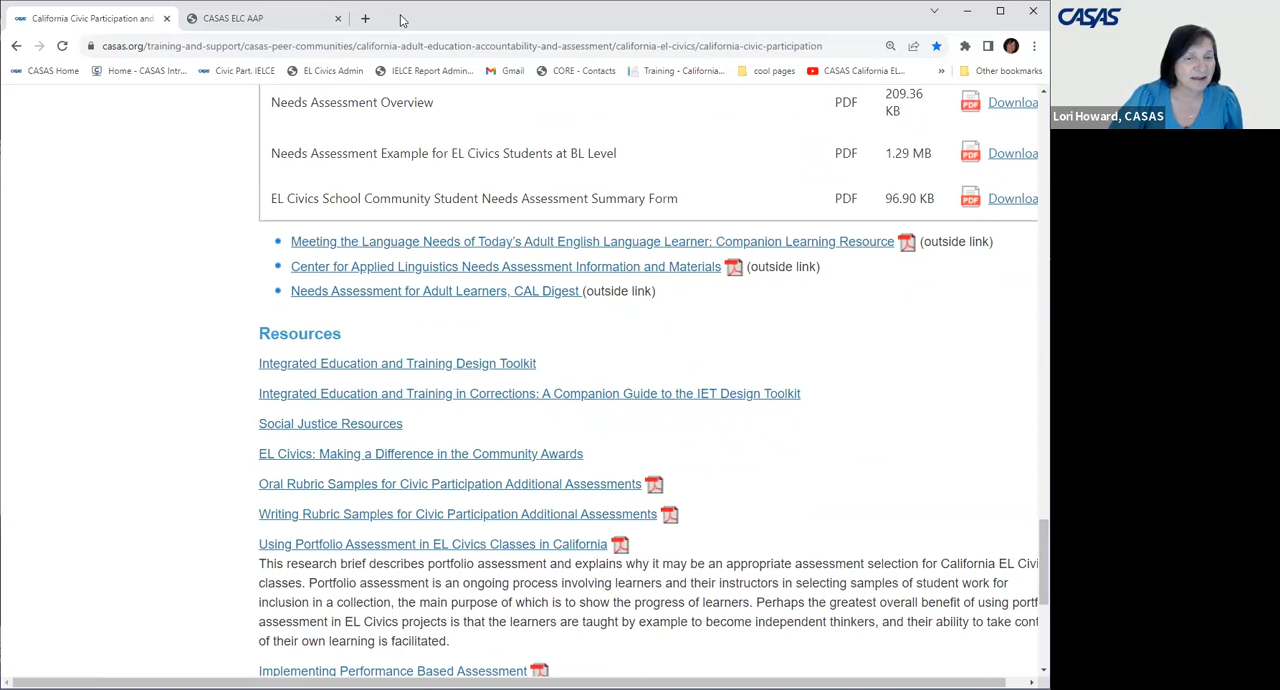 California Civic Participation and
CASAS ELC AAP
casas.org/training-and-support/casas-peer-communities/california-adult-education-accountability-and-assessment/california-el-civics/california-civic-participation
CASAS Home
Home - CASAS Intr...
Civic Part. IELCE
EL Civics Admin
IELCE Report Admin...
Gmail
CORE - Contacts
Training - California...
cool pages
CASAS California EL...
»
Other bookmarks
CASAS
Lori Howard, CASAS
Needs Assessment Overview PDF 209.36 KB PDF Downloa
Needs Assessment Example for EL Civics Students at BL Level PDF 1.29 MB PDF Downloa
EL Civics School Community Student Needs Assessment Summary Form PDF 96.90 KB PDF Downloa
Meeting the Language Needs of Today's Adult English Language Learner: Companion Learning Resource (outside link)
Center for Applied Linguistics Needs Assessment Information and Materials (outside link)
Needs Assessment for Adult Learners, CAL Digest (outside link)
Resources
Integrated Education and Training Design Toolkit
Integrated Education and Training in Corrections: A Companion Guide to the IET Design Toolkit
Social Justice Resources
EL Civics: Making a Difference in the Community Awards
Oral Rubric Samples for Civic Participation Additional Assessments
Writing Rubric Samples for Civic Participation Additional Assessments
Using Portfolio Assessment in EL Civics Classes in California
This research brief describes portfolio assessment and explains why it may be an appropriate assessment selection for California EL Civi
classes. Portfolio assessment is an ongoing process involving learners and their instructors in selecting samples of student work for
inclusion in a collection, the main purpose of which is to show the progress of learners. Perhaps the greatest overall benefit of using portf
assessment in EL Civics projects is that the learners are taught by example to become independent thinkers, and their ability to take cont
of their own learning is facilitated.
Implementing Performance Based Assessment